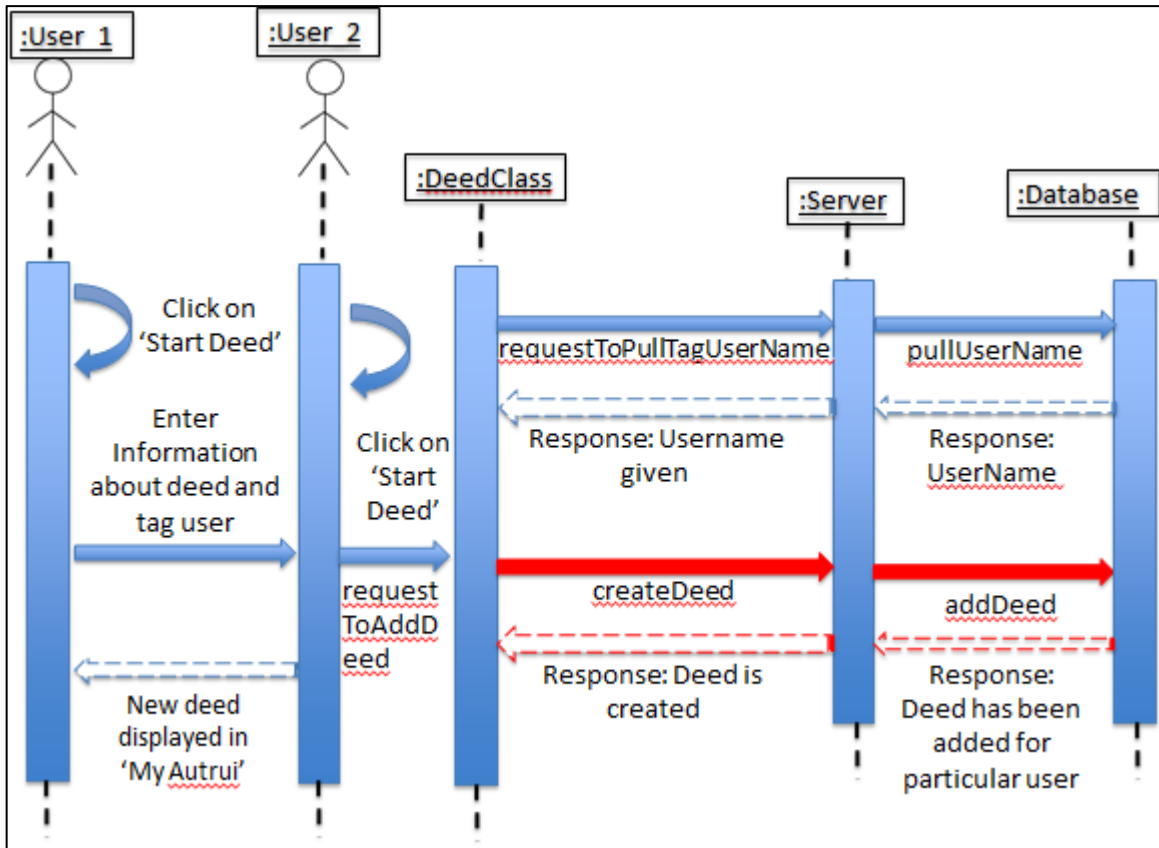 :User_1
:User_2
:DeedClass
:Server
:Database
Click on
‘Start Deed’
requestToPullTagUserName
pullUserName
Enter
Information
about deed and
tag user
Click on
‘Start
Deed’
Response: Username
given
Response:
UserName
request
ToAddD
eed
createDeed
addDeed
New deed
displayed in
‘My Autrui’
Response: Deed is
created
Response:
Deed has been
added for
particular user